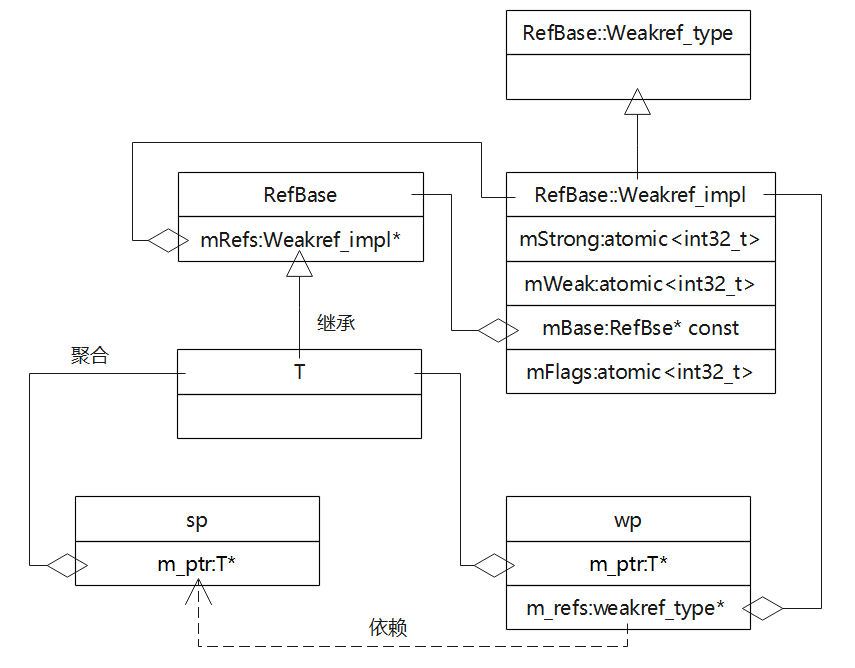 RefBase::Weakref_type
RefBase
mRefs:Weakref_impl*
RefBase::Weakref_impl
mStrong:atomic<int32_t>
mWeak:atomic<int32_t>
mBase:RefBse* const
mFlags:atomic<int32_t>
继承
聚合
T
sp
m_ptr:T*
wp
m_ptr:T*
m_refs:weakref_type*
依赖